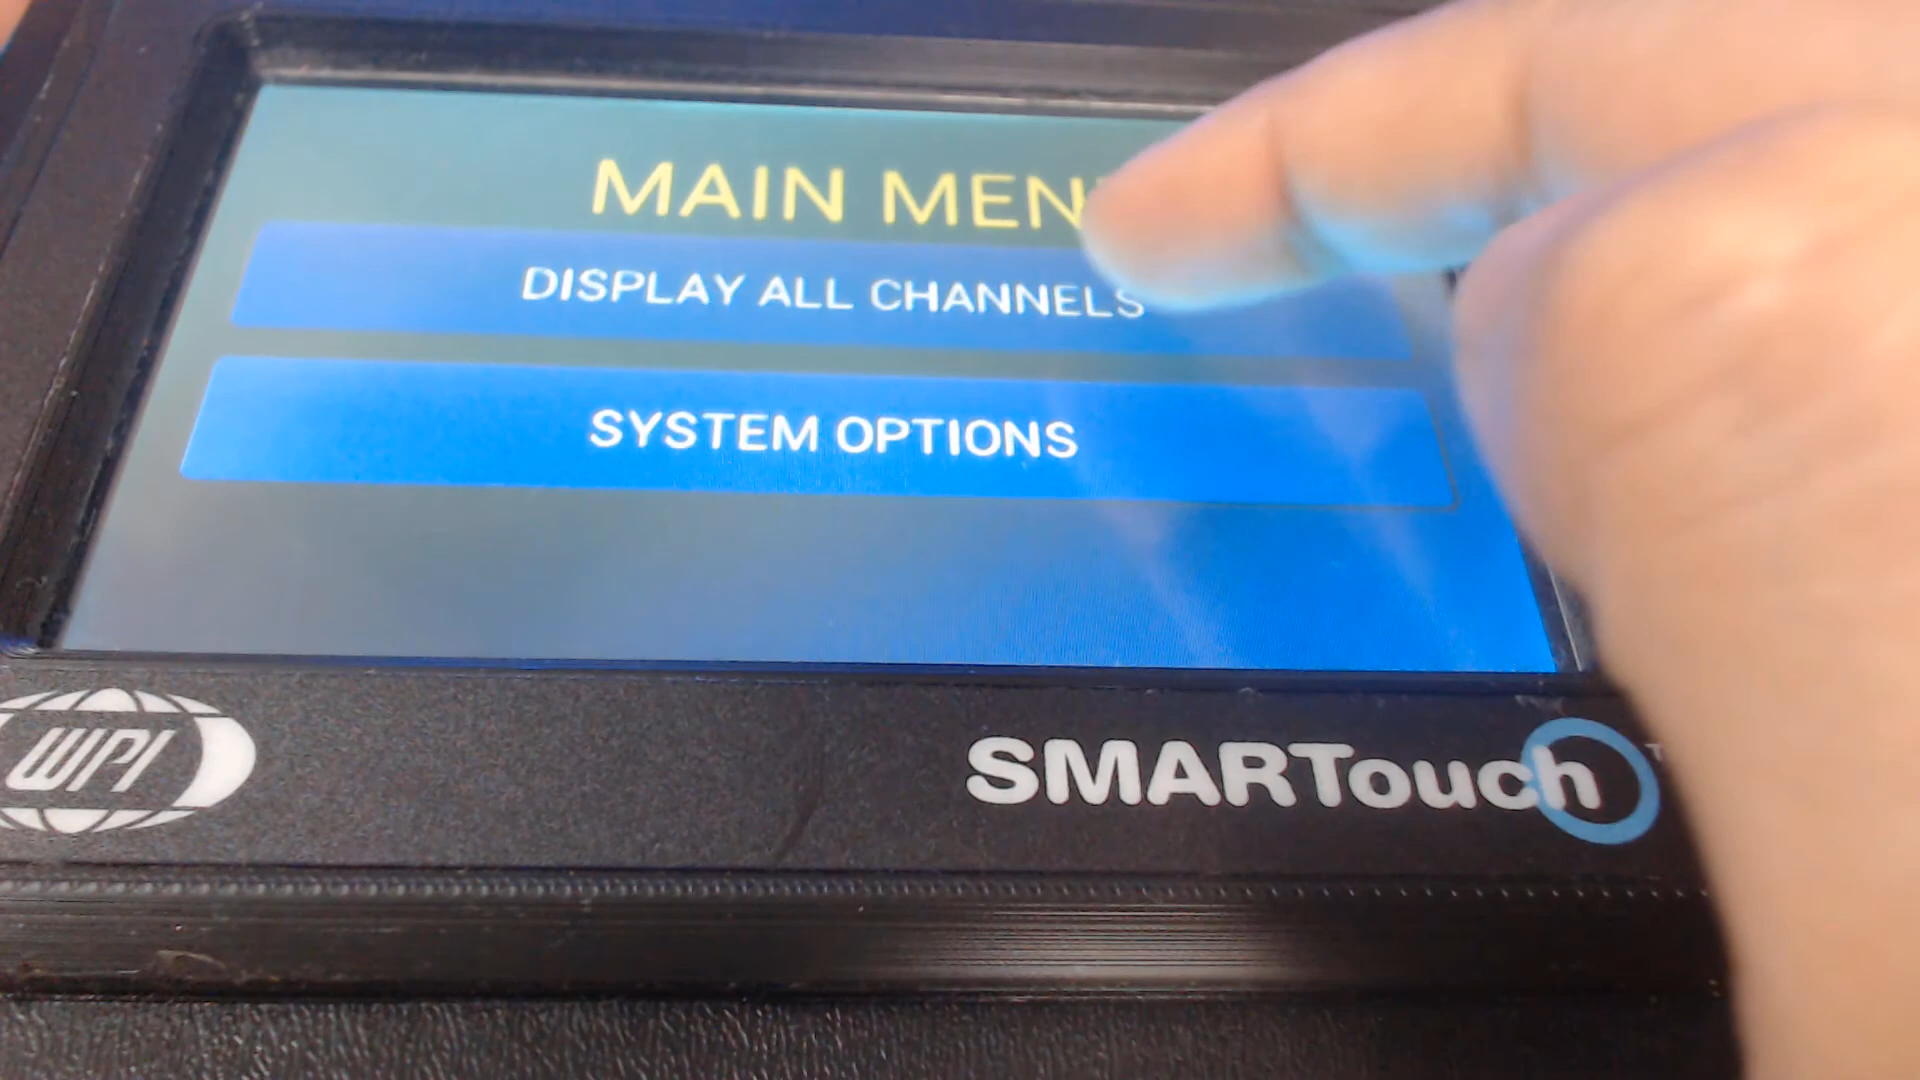 MAIN MEN
DISPLAY ALL CHANNELS
SYSTEM OPTIONS
WPI
SMARTouch